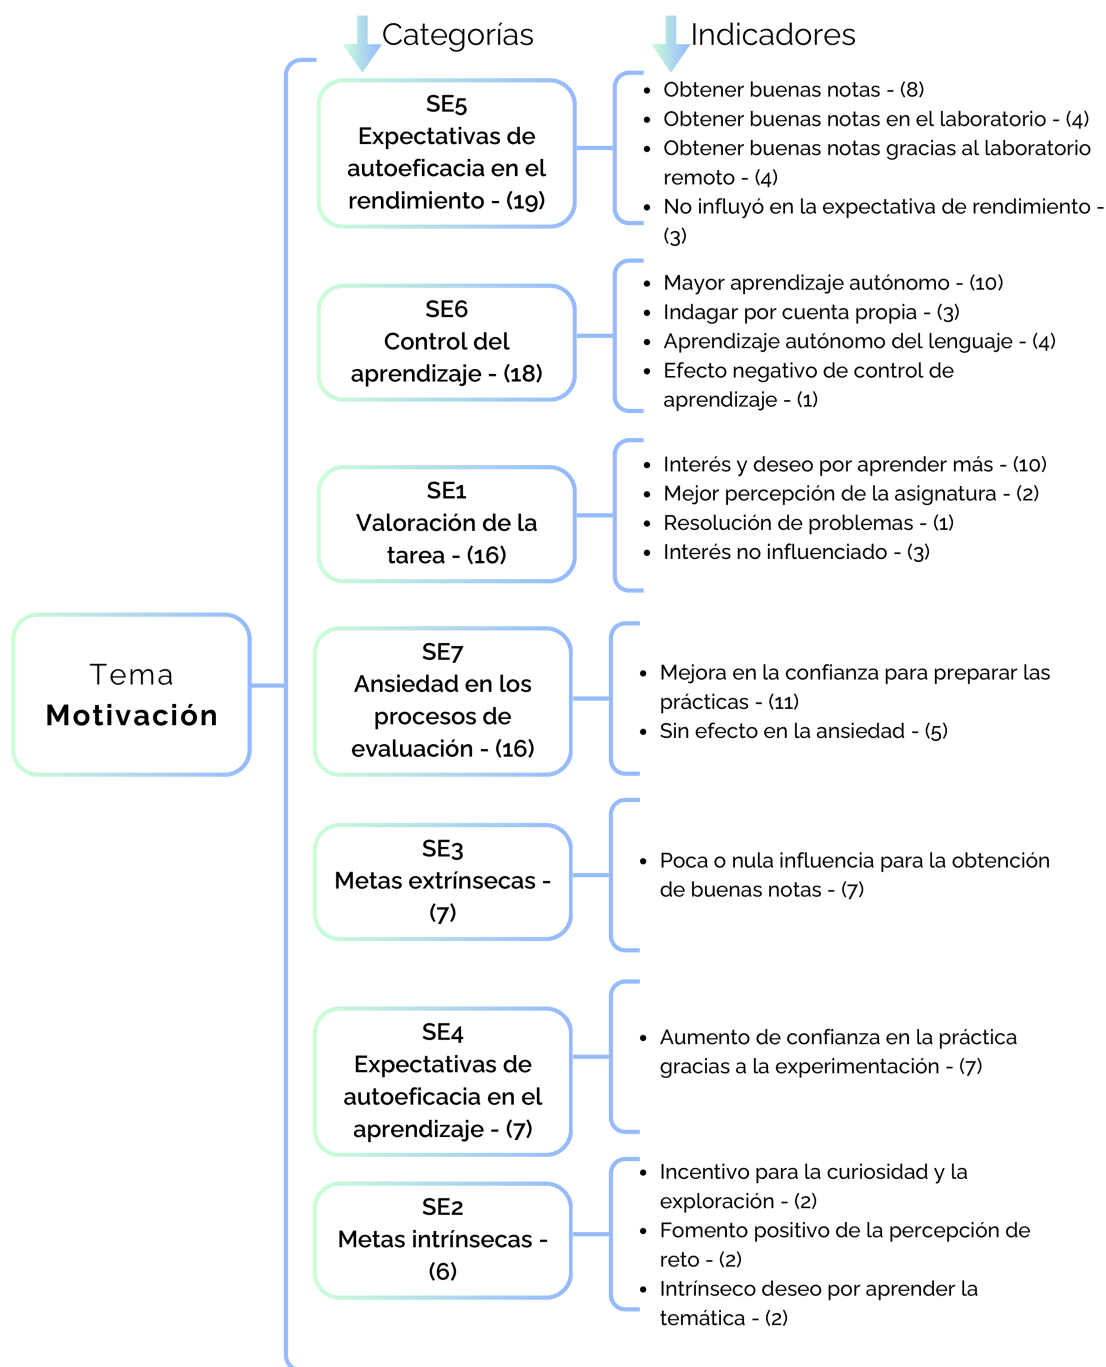 Categorías
Indicadores
SE5
Expectativas de
autoeficacia en el
rendimiento - (19)
• Obtener buenas notas - (8)
• Obtener buenas notas en el laboratorio - (4)
• Obtener buenas notas gracias al laboratorio
remoto - (4)
• No influyó en la expectativa de rendimiento -
(3)
SE6
Control del
aprendizaje - (18)
• Mayor aprendizaje autónomo - (10)
• Indagar por cuenta propia - (3)
• Aprendizaje autónomo del lenguaje - (4)
• Efecto negativo de control de
aprendizaje - (1)
SE1
Valoración de la
tarea - (16)
• Interés y deseo por aprender más - (10)
• Mejor percepción de la asignatura - (2)
• Resolución de problemas - (1)
• Interés no influenciado - (3)
Tema
Motivación
SE7
Ansiedad en los
procesos de
evaluación - (16)
• Mejora en la confianza para preparar las
prácticas - (11)
• Sin efecto en la ansiedad - (5)
SE3
Metas extrínsecas -
(7)
• Poca o nula influencia para la obtención
de buenas notas - (7)
SE4
Expectativas de
autoeficacia en el
aprendizaje - (7)
• Aumento de confianza en la práctica
gracias a la experimentación - (7)
SE2
Metas intrínsecas -
(6)
• Incentivo para la curiosidad y la
exploración - (2)
• Fomento positivo de la percepción de
reto - (2)
• Intrínseco deseo por aprender la
temática - (2)